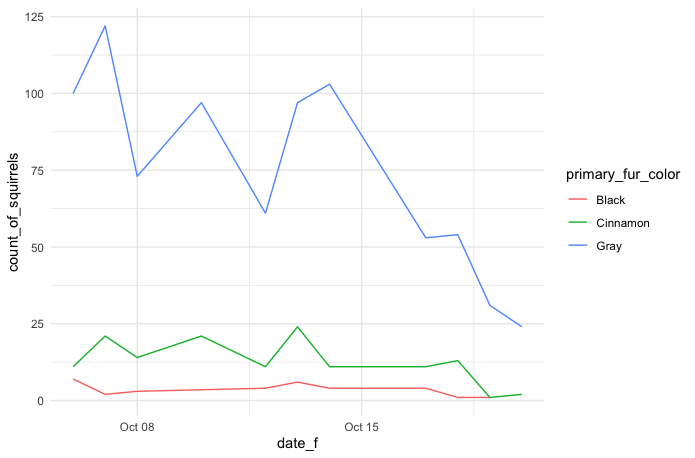 125
100
75
50
25
0
count_of_squirrels
Oct 08
Oct 15
date_f
primary_fur_color
Black
Cinnamon
Gray